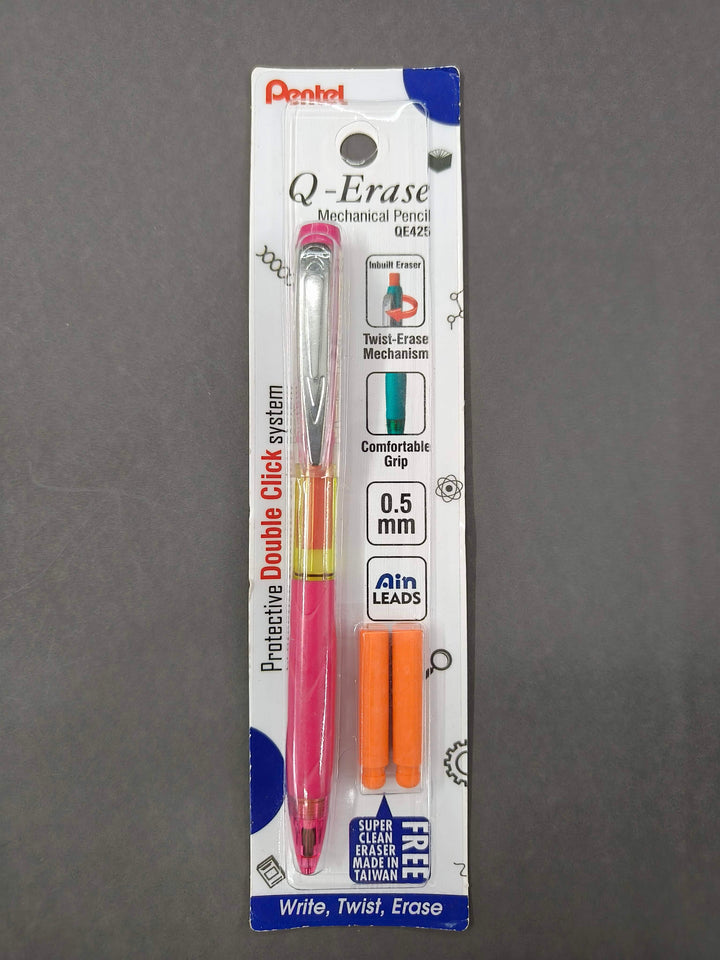 Pentel
Q-Erase
Mechanical Pencil
QE425
Inbuilt Eraser
Twist-Erase
Mechanism
Comfortable
Grip
0.5
mm
Ain
LEADS
Protective Double Click system
SUPER
CLEAN
ERASER
MADE IN
TAIWAN
FREE
Write, Twist, Erase